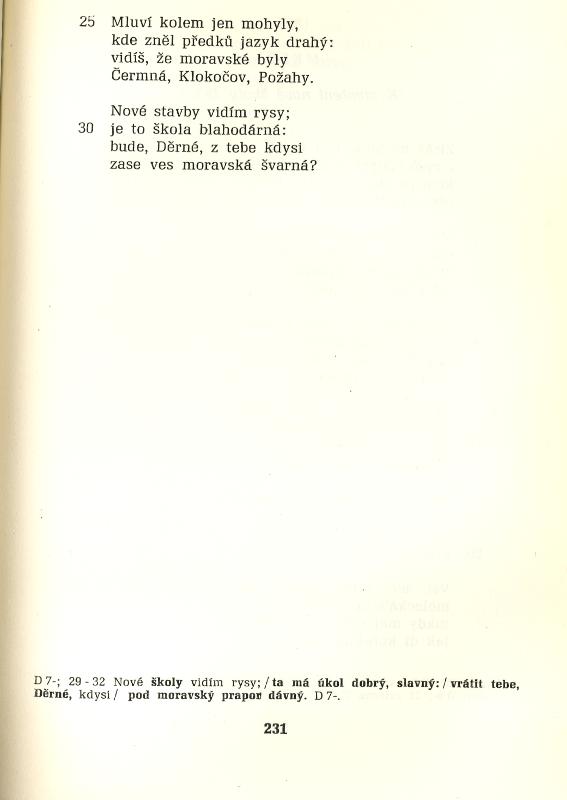 25 Mluví kolem jen mohyly,
kde zněl předků jazyk drahý:
vidíš, že moravské byly
Čermná, Klokočov, Požahy.
Nové stavby vidím rysy;
30 je to škola blahodárná:
bude, Děrné, z tebe kdysi
zase ves moravská švarná?
D 7-; 29 - 32 Nové školy vidím rysy; / ta má úkol dobrý, slavný: / vrátit tebe,
Děrné, kdysi / pod moravský prapor dávný. D 7-.
231